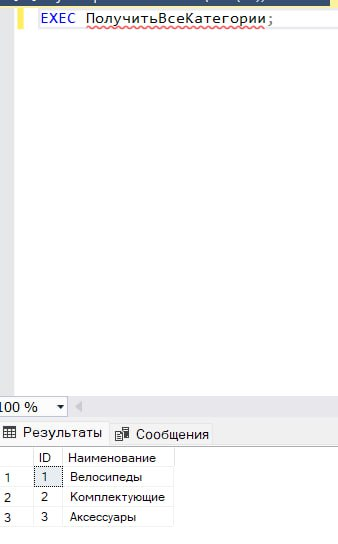 EXEC ПолучитьВсеКатегории;
100 %
Результаты Сообщения
ID Наименование
1 1 Велосипеды
2 2 Комплектующие
3 3 Аксессуары